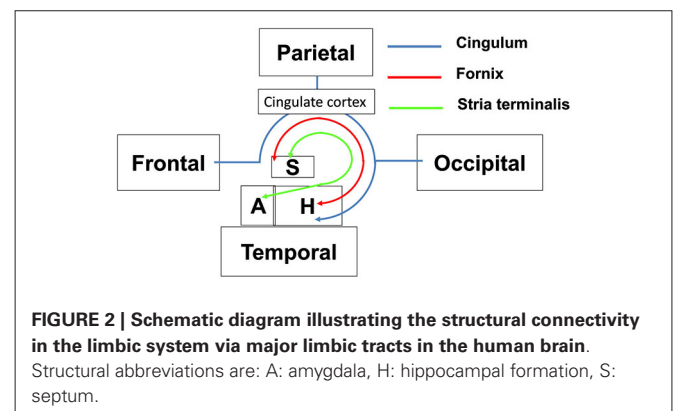 Parietal
Cingulum
Fornix
Stria terminalis
Cingulate cortex
Frontal
Occipital
S
A
H
Temporal
FIGURE 2 | Schematic diagram illustrating the structural connectivity
in the limbic system via major limbic tracts in the human brain.
Structural abbreviations are: A: amygdala, H: hippocampal formation, S:
septum.